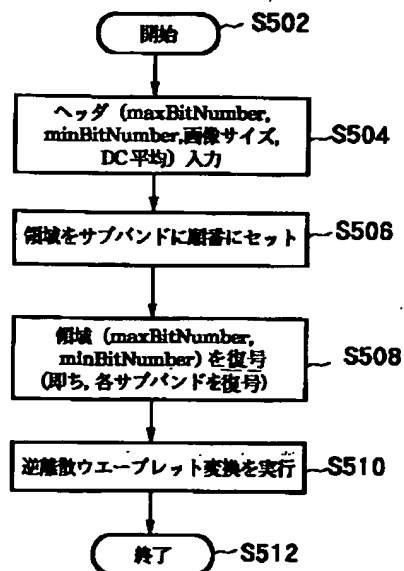 開始
S502
ヘッダ (maxBitNumber,
minBitNumber,画像サイズ,
DC平均) 入力
S504
領域をサブバンドに順番にセット
S506
領域 (maxBitNumber,
minBitNumber) を復号
(即ち, 各サブバンドを復号)
S508
逆離散ウエーブレット変換を実行
S510
終了
S512